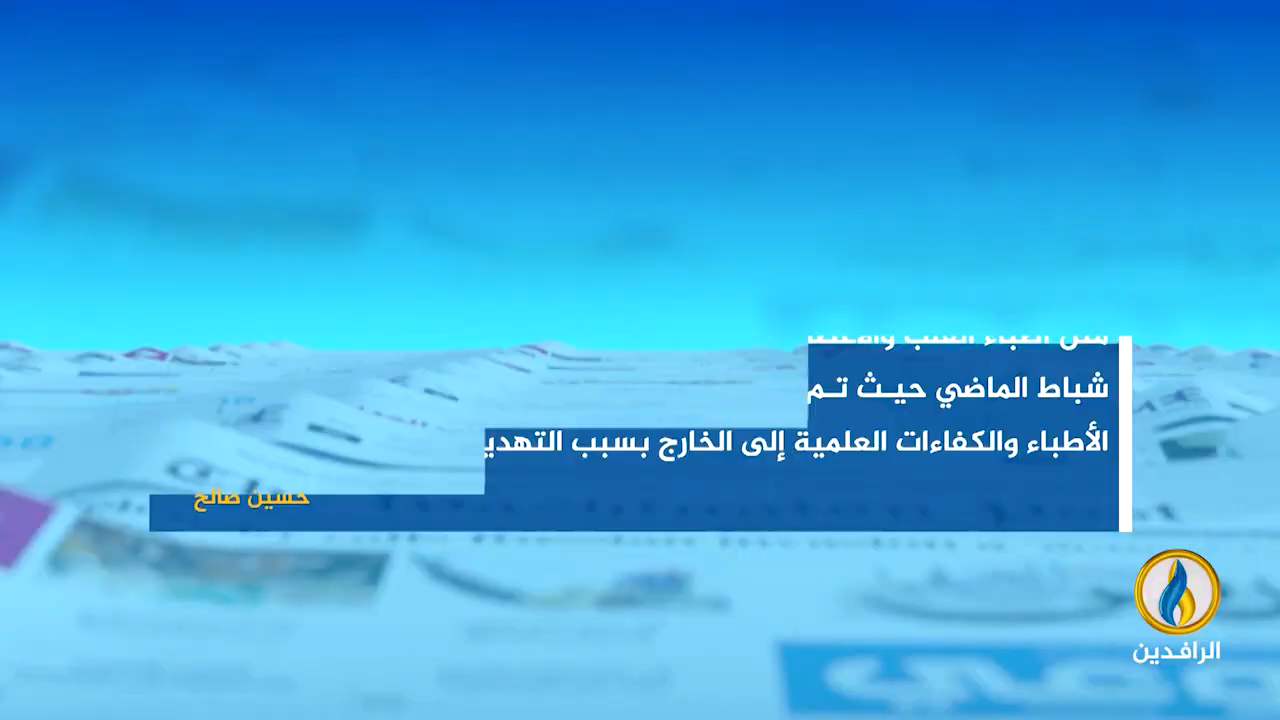 شباط الماضي حيث تم
الأطباء والكفاءات العلمية إلى الخارج بسبب التهدي
حسين صالح
الرافدين